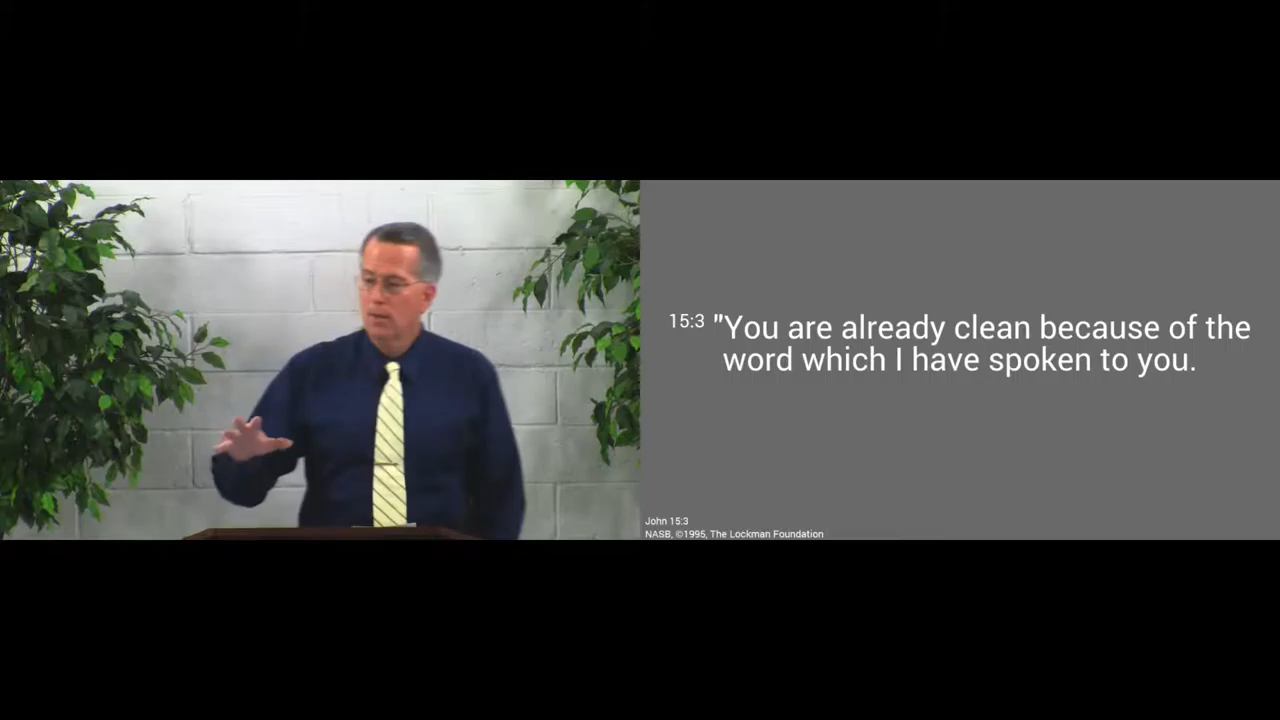 15:3 "You are already clean because of the
word which I have spoken to you.
John 15:3
NASB, ©1995, The Lockman Foundation